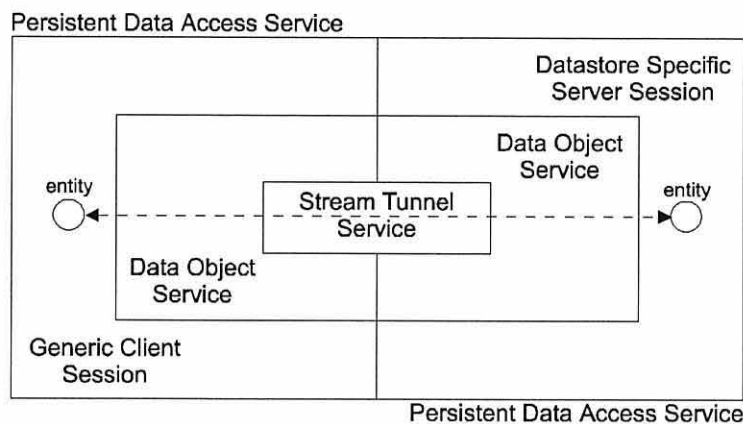 Persistent Data Access Service
Datastore Specific
Server Session
Data Object
Service
entity
entity
Stream Tunnel
Service
Data Object
Service
Generic Client
Session
Persistent Data Access Service